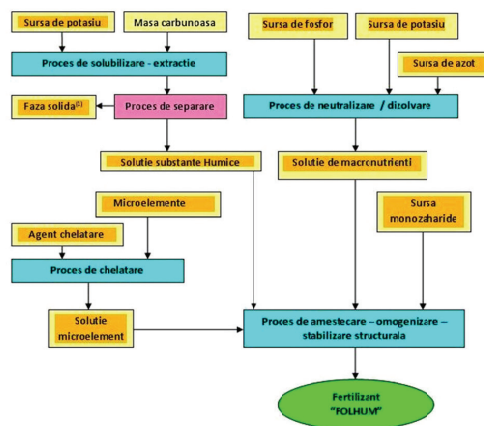 Sursa de potasiu
Masa carbunoasa
Proces de solubilizare - extractie
Faza solida(1)
Proces de separare
Solutie substante Humice
Microelemente
Agent chelatare
Proces de chelatare
Solutie
microelement
Sursa de fosfor
Sursa de potasiu
Sursa de azot
Proces de neutralizare / dizolvare
Solutie de macronutrienti
Sursa
monozaharide
Proces de amestecare – omogenizare –
stabilizare structurala
Fertilizant
"FOLHUM"